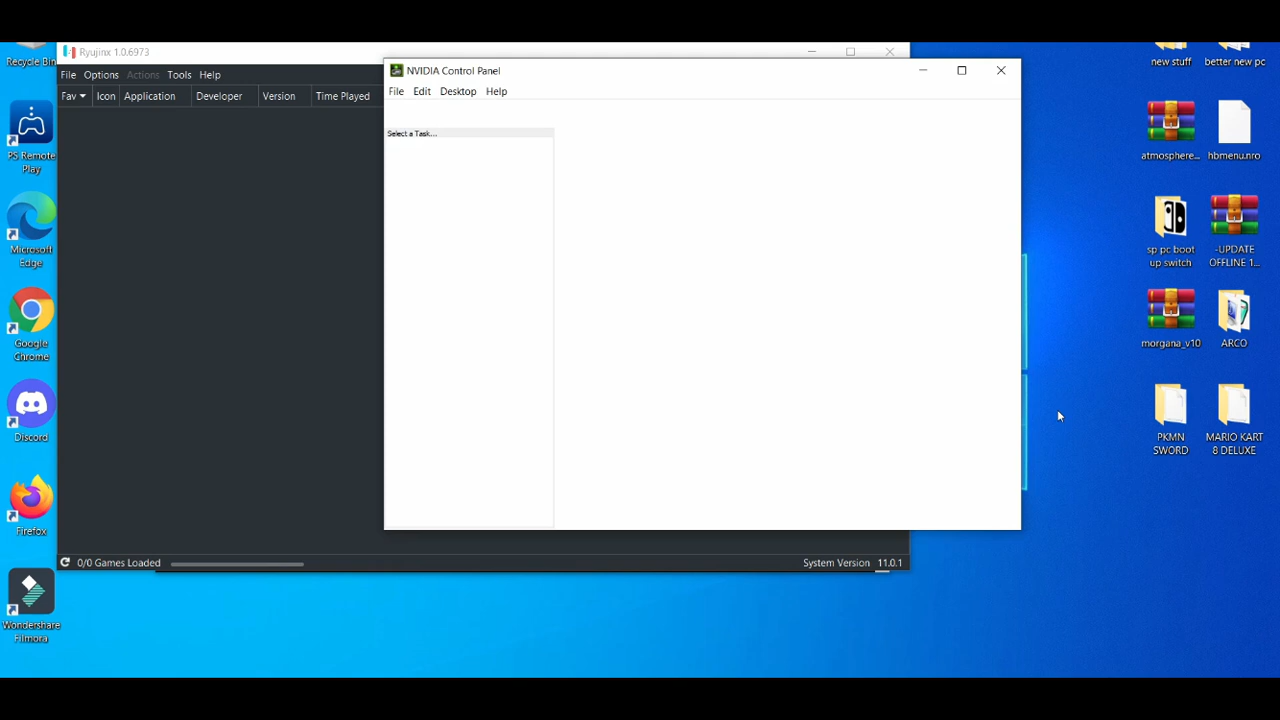 Recycle Bin
PS Remote
Play
Microsoft
Edge
Google
Chrome
Discord
Firefox
Wondershare
Filmora
Ryujinx 1.0.6973
File Options Actions Tools Help
Fav Icon Application Developer Version Time Played
0/0 Games Loaded
System Version 11.0.1
NVIDIA Control Panel
File Edit Desktop Help
Select a Task...
new stuff
better new pc
atmosphere...
hbmenu.nro
sp pc boot
up switch
-UPDATE
OFFLINE 1...
morgana_v10
ARCO
PKMN
SWORD
MARIO KART
8 DELUXE